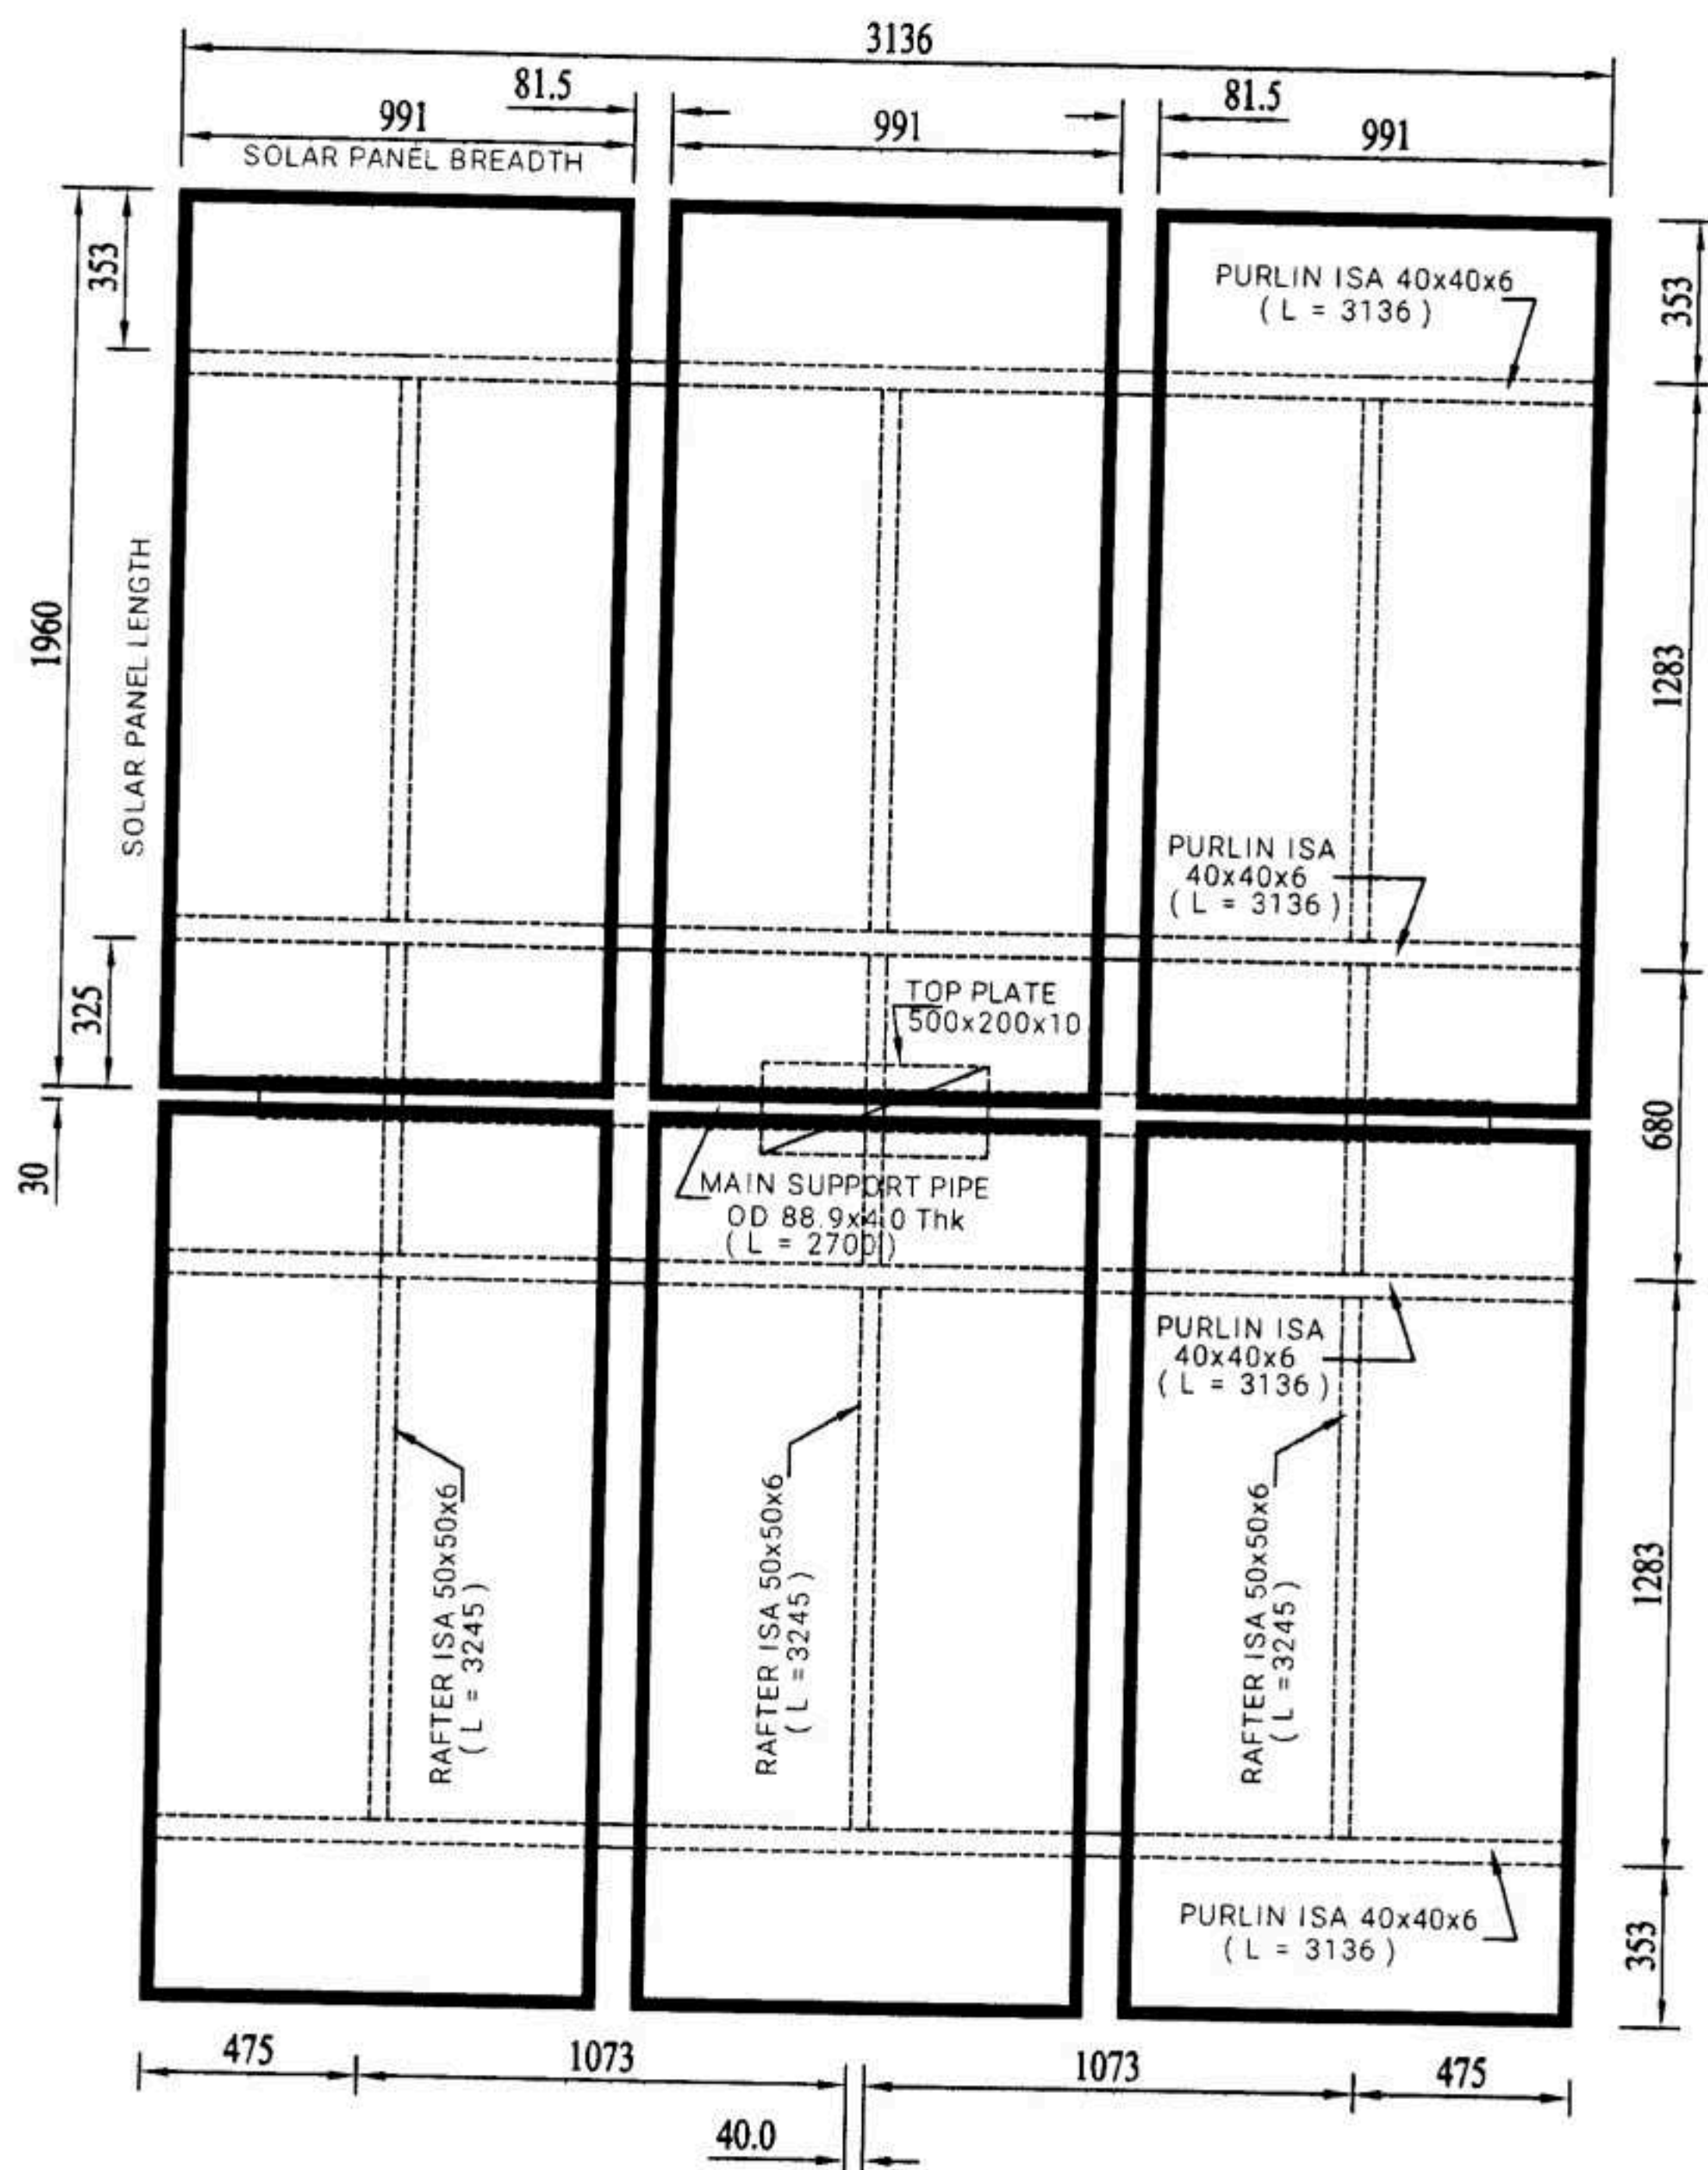 3136
81.5
81.5
991
991
991
SOLAR PANEL BREADTH
353
PURLIN ISA 40x40x6
( L = 3136 )
353
1960
SOLAR PANEL LENGTH
1283
PURLIN ISA
40x40x6
( L = 3136 )
325
TOP PLATE
500x200x10
680
30
MAIN SUPPORT PIPE
OD 88.9x4.0 Thk
( L = 2700 )
PURLIN ISA
40x40x6
( L = 3136 )
RAFTER ISA 50x50x6
( L = 3245 )
RAFTER ISA 50x50x6
( L =3245 )
RAFTER ISA 50x50x6
( L =3245 )
1283
PURLIN ISA 40x40x6
( L = 3136 )
353
475
1073
1073
475
40.0